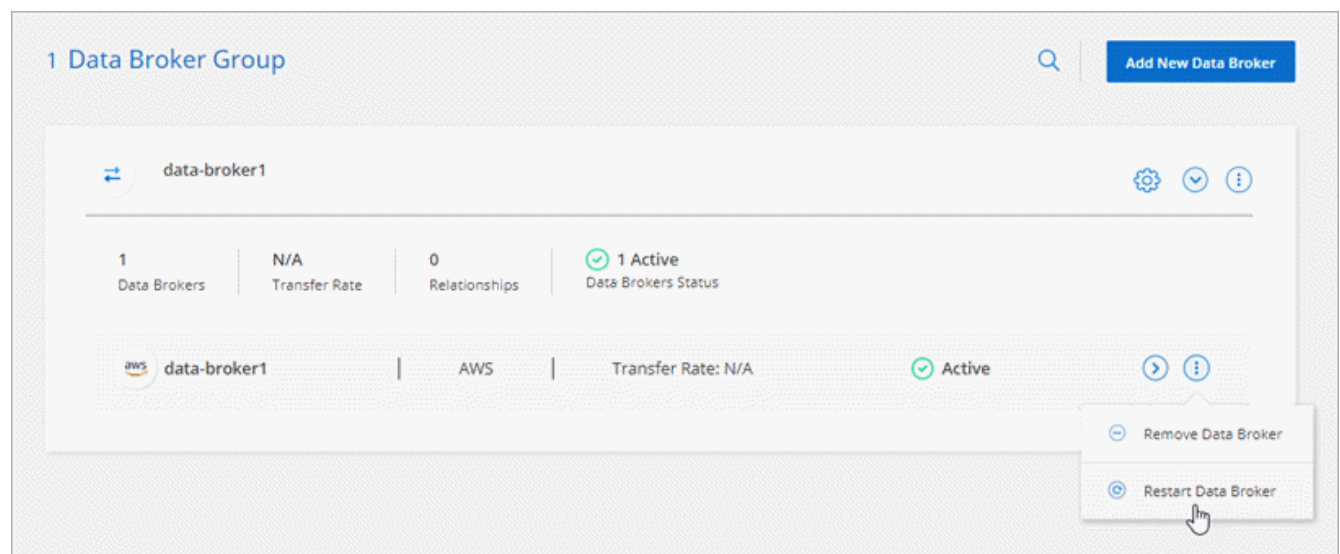 1 Data Broker Group
Add New Data Broker
data-broker1
1 N/A 0 1 Active
Data Brokers Transfer Rate Relationships Data Brokers Status
aws data-broker1 | AWS | Transfer Rate: N/A Active
Remove Data Broker
Restart Data Broker